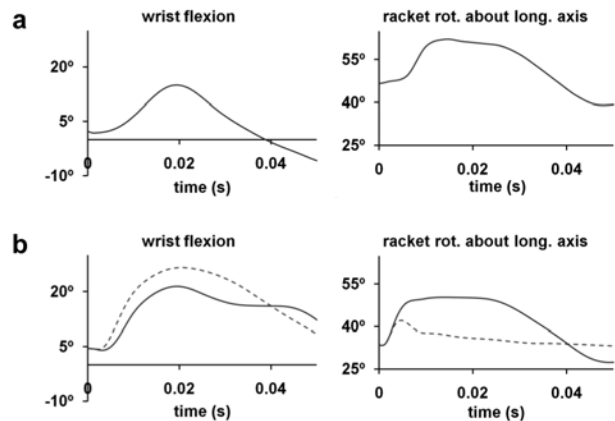 a
wrist flexion
20º
5º
-10º
0
0.02
0.04
time (s)
racket rot. about long. axis
55º
40º
25º
0
0.02
0.04
time (s)
b
wrist flexion
20º
5º
-10º
0
0.02
0.04
time (s)
racket rot. about long. axis
55º
40º
25º
0
0.02
0.04
time (s)